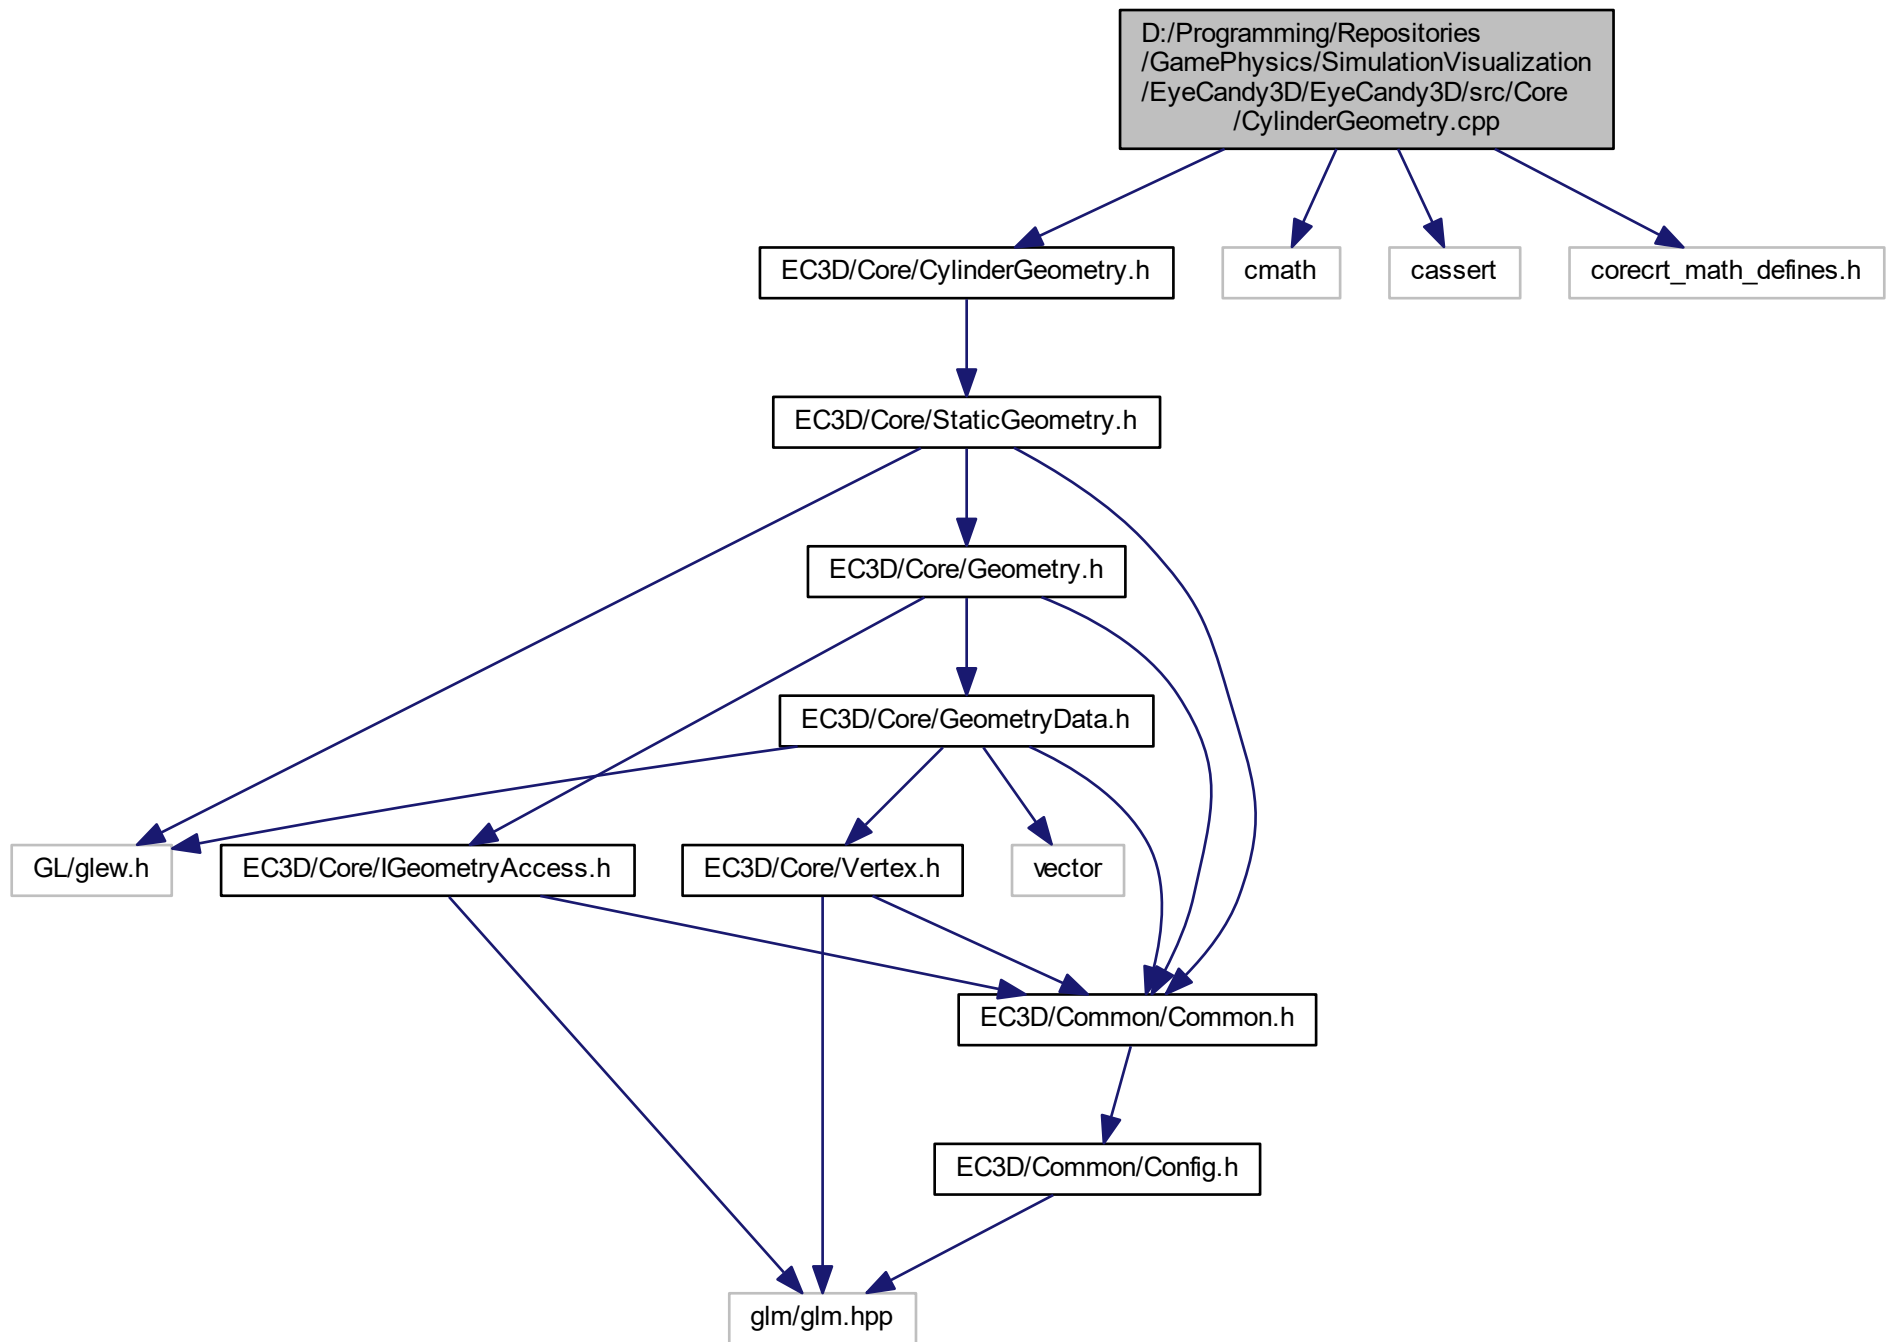 D:/Programming/Repositories
/GamePhysics/SimulationVisualization
/EyeCandy3D/EyeCandy3D/src/Core
/CylinderGeometry.cpp
EC3D/Core/CylinderGeometry.h
cmath
cassert
corecrt_math_defines.h
EC3D/Core/StaticGeometry.h
EC3D/Core/Geometry.h
EC3D/Core/GeometryData.h
GL/glew.h
EC3D/Core/IGeometryAccess.h
EC3D/Core/Vertex.h
vector
EC3D/Common/Common.h
EC3D/Common/Config.h
glm/glm.hpp